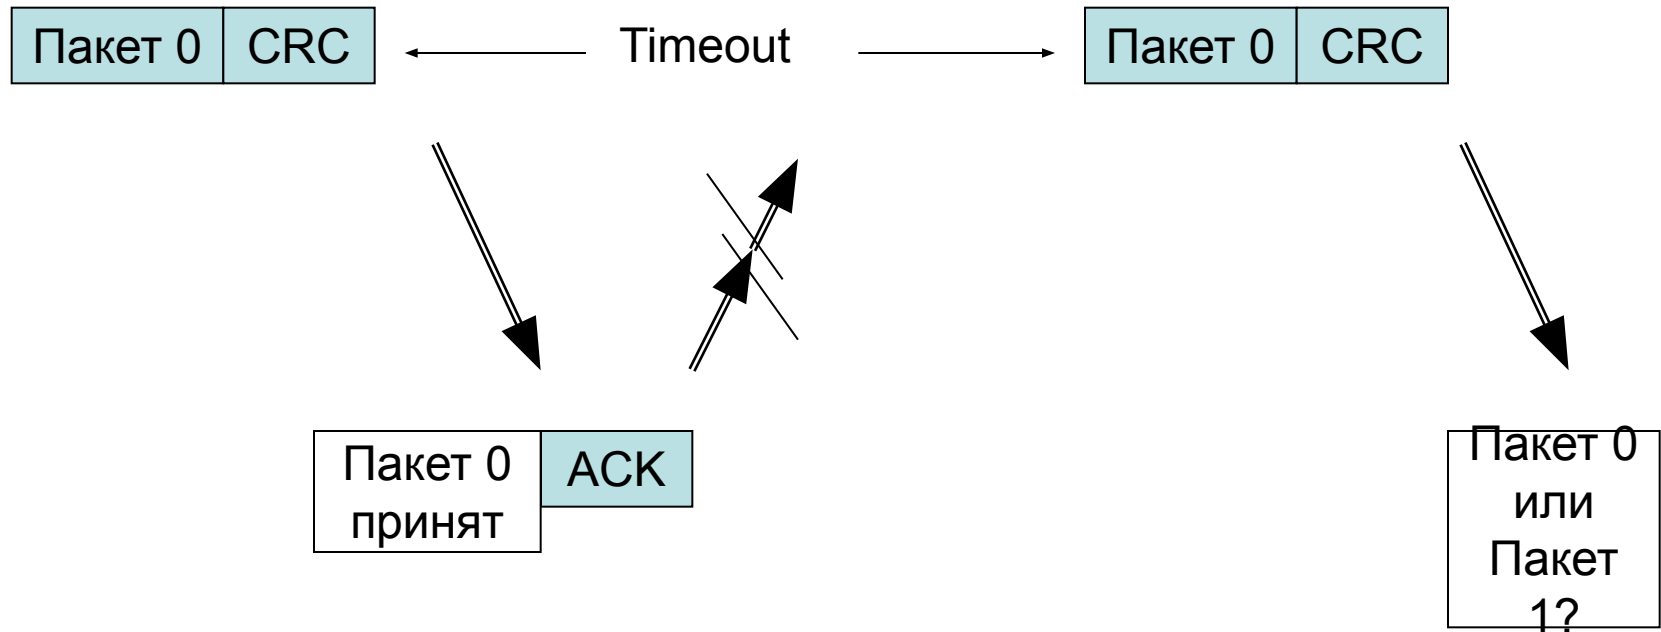 Пакет 0 CRC Timeout Пакет 0 CRC
Пакет 0
принят
ACK
Пакет 0
или
Пакет
1?